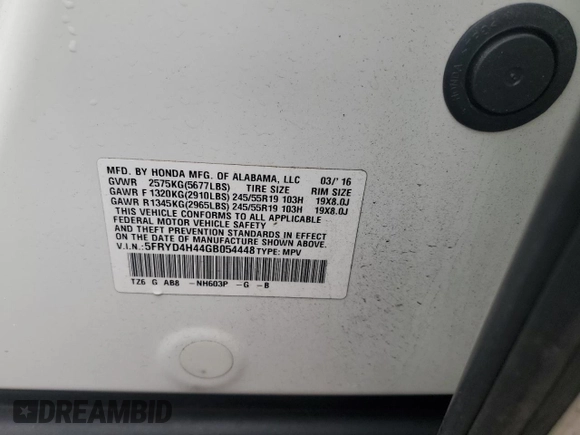 MFD. BY HONDA MFG. OF ALABAMA, LLC 03/'16
GVWR 2575KG(5677LBS) TIRE SIZE RIM SIZE
GAWR F 1320KG(2910LBS) 245/55R19 103H 19X8.0J
GAWR R 1345KG(2965LBS) 245/55R19 103H 19X8.0J
THIS VEHICLE CONFORMS TO ALL APPLICABLE
FEDERAL MOTOR VEHICLE SAFETY
AND THEFT PREVENTION STANDARDS IN EFFECT
ON THE DATE OF MANUFACTURE SHOWN ABOVE.
V.I.N.:5FRYD4H44GB054448 TYPE: MPV
TZ6 G AB8 -NH603P -G -B
DREAMBID